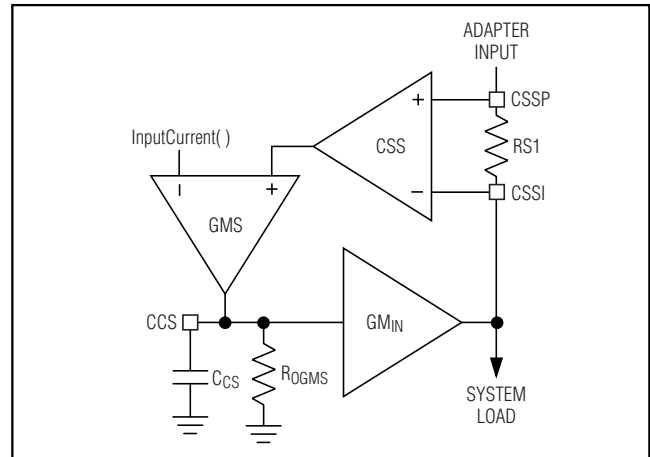 ADAPTER
INPUT
CSSP
+
InputCurrent( )
CSS
RS1
− +
−
CSSI
GMS
CCS
GMIN
CCS
ROGMS
SYSTEM
LOAD